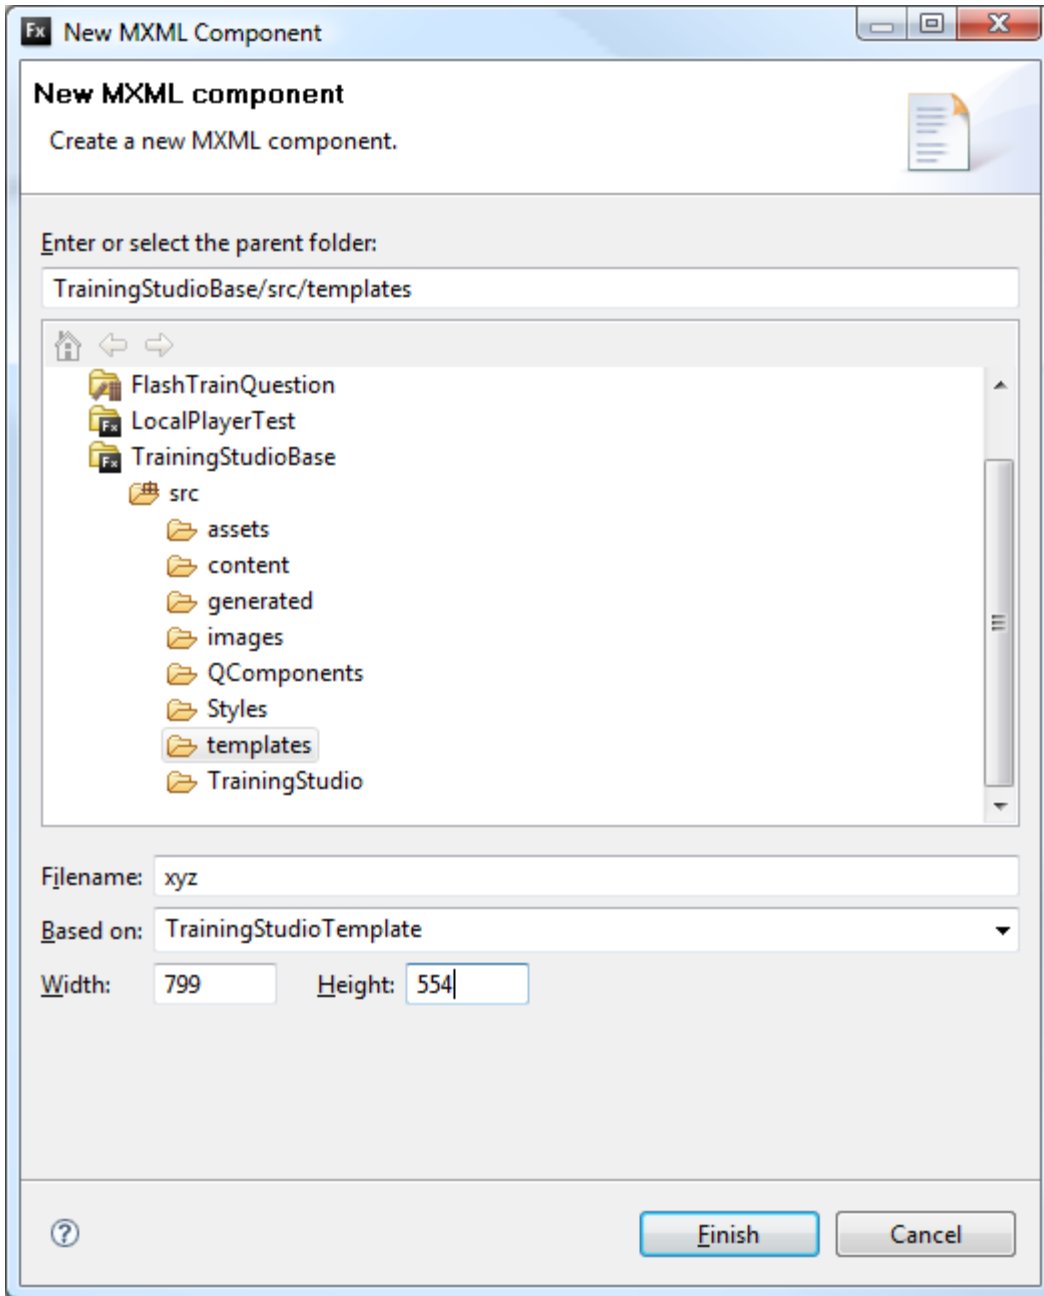 Fx New MXML Component
New MXML component
Create a new MXML component.
Enter or select the parent folder:
TrainingStudioBase/src/templates
FlashTrainQuestion
Fx LocalPlayerTest
Fx TrainingStudioBase
src
assets
content
generated
images
QComponents
Styles
templates
TrainingStudio
Filename: xyz
Based on: TrainingStudioTemplate
Width: 799 Height: 554
? Finish Cancel